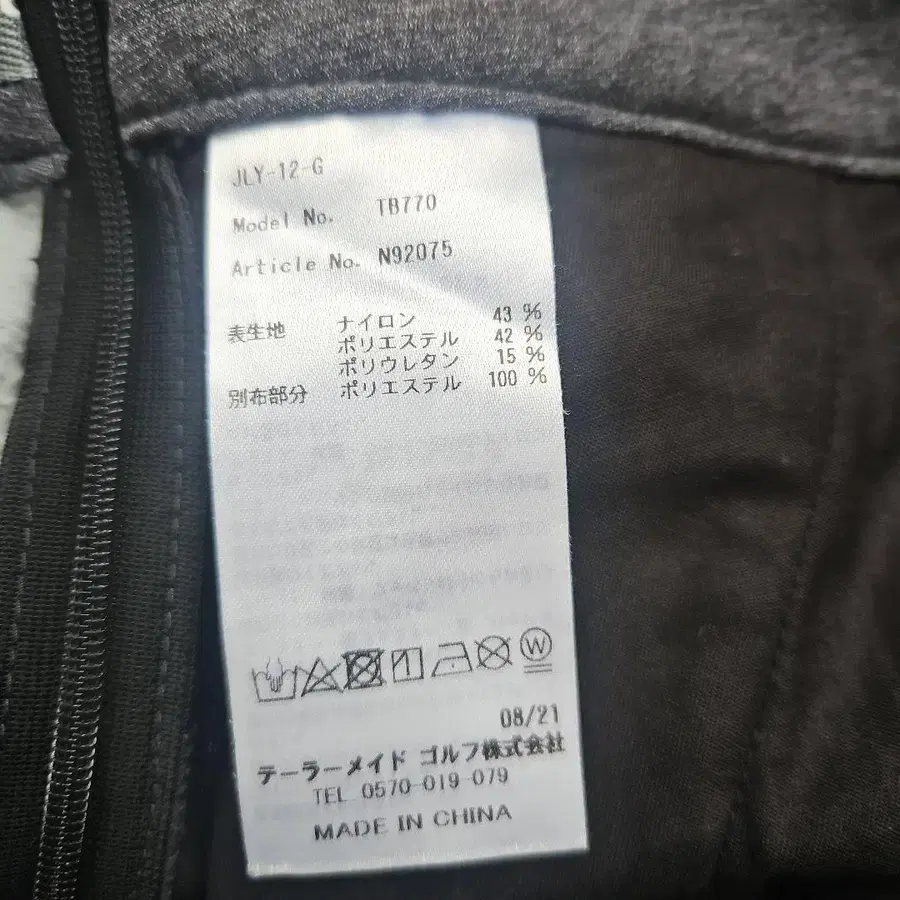 JLY-12-G
Model No. TB770
Article No. N92075
表生地 ナイロン 43 %
ポリエステル 42 %
ポリウレタン 15 %
別布部分 ポリエステル 100 %
W
08/21
テーラーメイド ゴルフ株式会社
TEL 0570-019-079
MADE IN CHINA